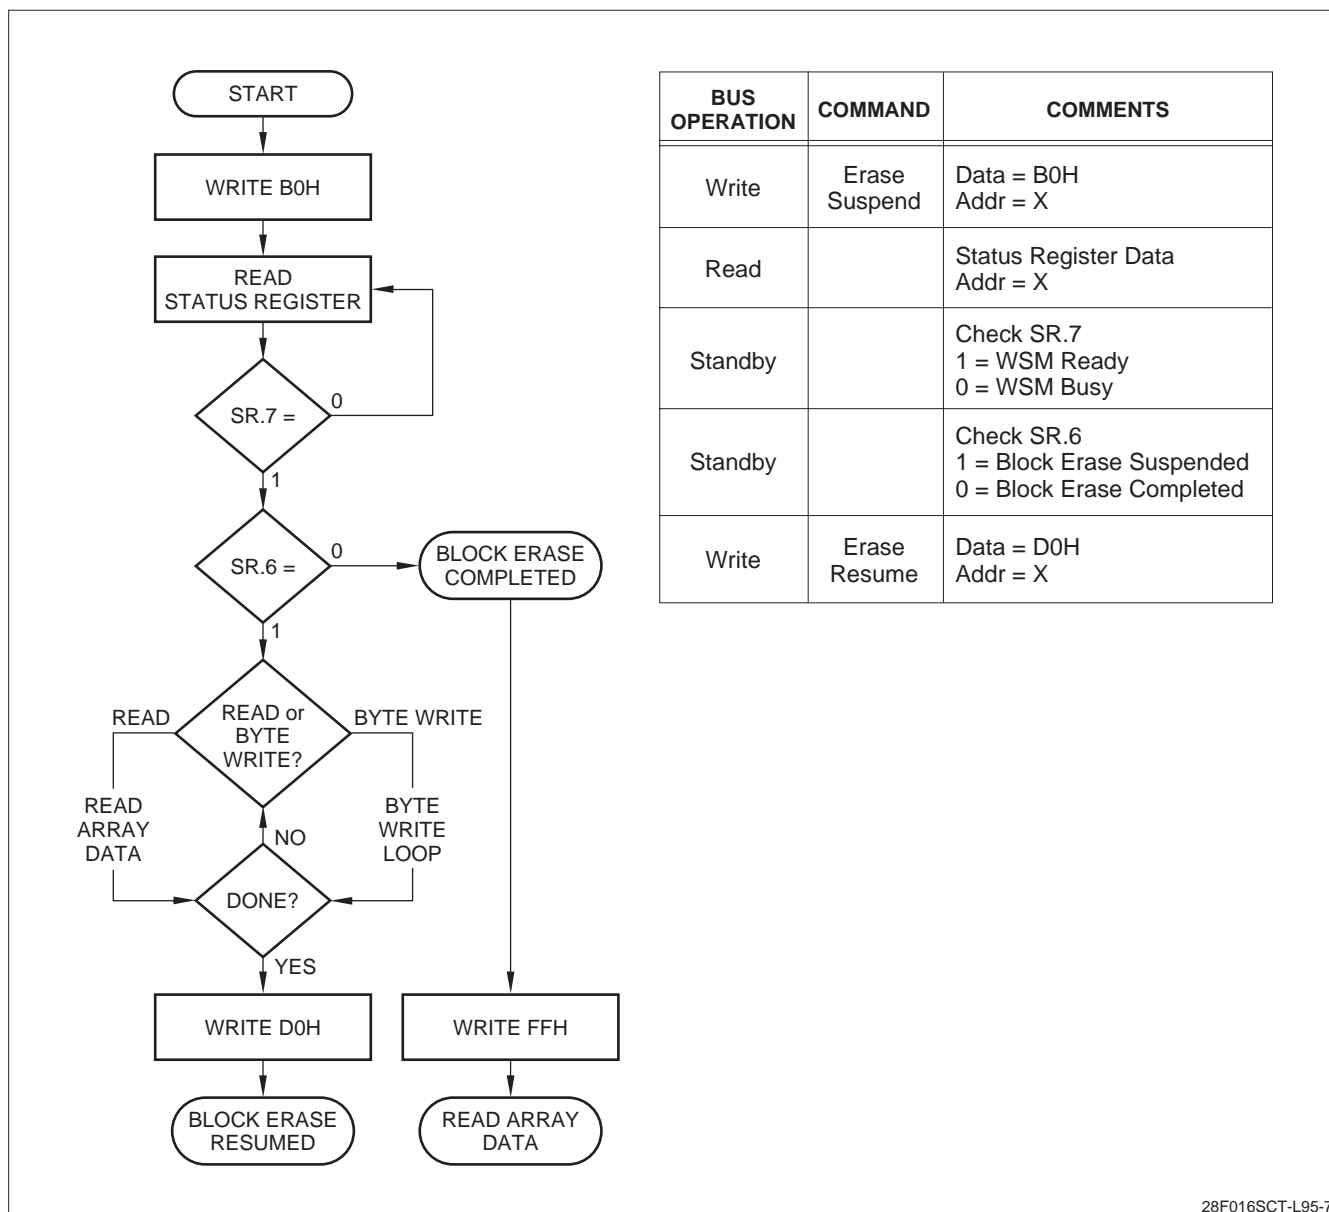 START
WRITE B0H
READ
STATUS REGISTER
SR.7 =
0
1
SR.6 =
0
BLOCK ERASE
COMPLETED
1
READ or
BYTE
WRITE?
READ
BYTE WRITE
READ
ARRAY
DATA
BYTE
WRITE
LOOP
NO
DONE?
YES
WRITE D0H
WRITE FFH
BLOCK ERASE
RESUMED
READ ARRAY
DATA
BUS
OPERATION
COMMAND
COMMENTS
Write
Erase
Suspend
Data = B0H
Addr = X
Read
Status Register Data
Addr = X
Standby
Check SR.7
1 = WSM Ready
0 = WSM Busy
Standby
Check SR.6
1 = Block Erase Suspended
0 = Block Erase Completed
Write
Erase
Resume
Data = D0H
Addr = X
28F016SCT-L95-7